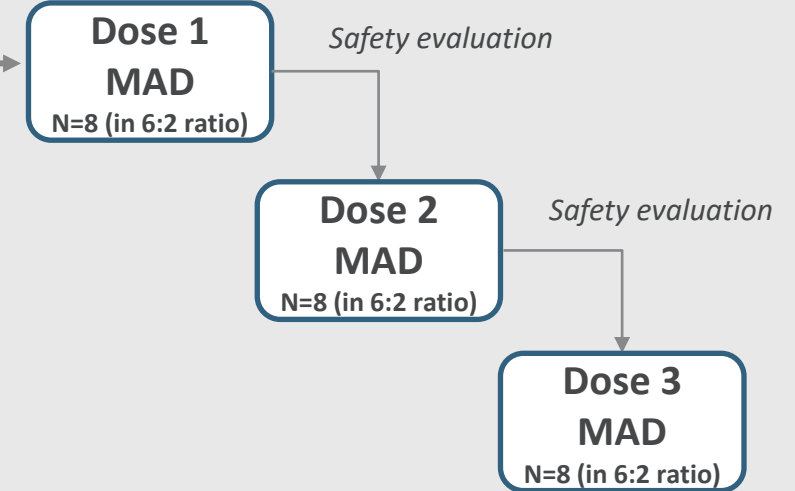 Dose 1
MAD
N=8 (in 6:2 ratio)
Safety evaluation
Dose 2
MAD
N=8 (in 6:2 ratio)
Safety evaluation
Dose 3
MAD
N=8 (in 6:2 ratio)